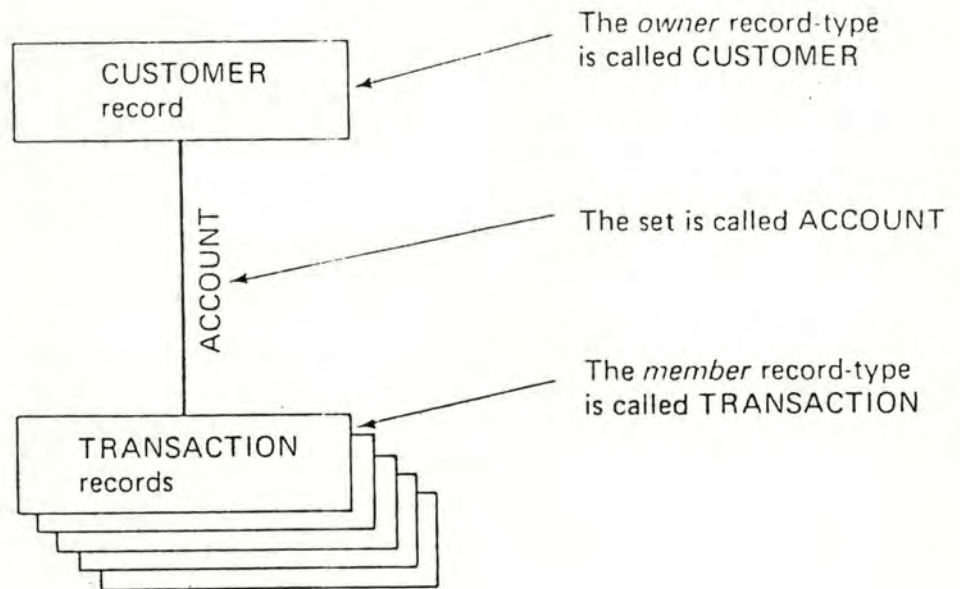 The owner record-type
is called CUSTOMER
CUSTOMER
record
ACCOUNT
The set is called ACCOUNT
The member record-type
is called TRANSACTION
TRANSACTION
records